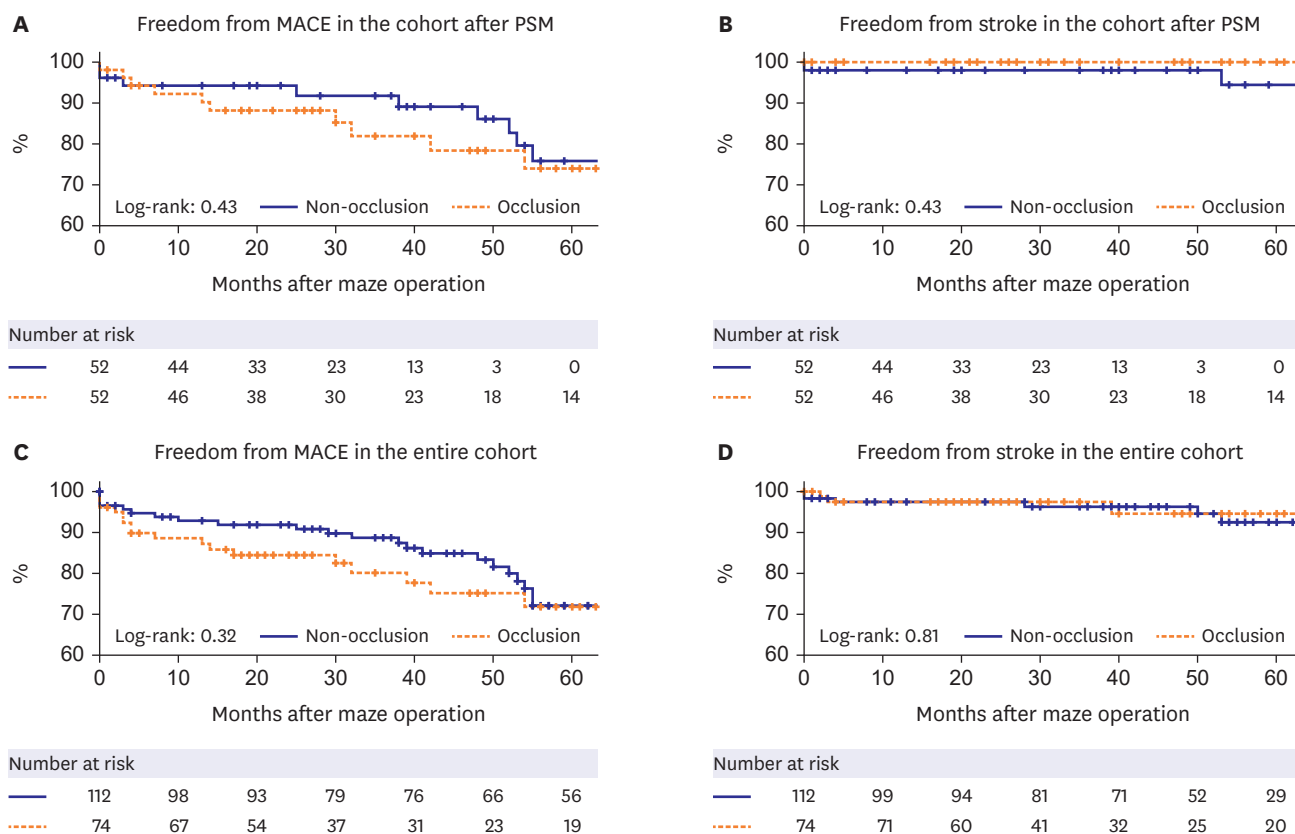 A Freedom from MACE in the cohort after PSM
100
90
80
70
60
%
Log-rank: 0.43 Non-occlusion Occlusion
0 10 20 30 40 50 60
Months after maze operation
Number at risk
52 44 33 23 13 3 0
52 46 38 30 23 18 14
B Freedom from stroke in the cohort after PSM
100
90
80
70
60
%
Log-rank: 0.43 Non-occlusion Occlusion
0 10 20 30 40 50 60
Months after maze operation
Number at risk
52 44 33 23 13 3 0
52 46 38 30 23 18 14
C Freedom from MACE in the entire cohort
100
90
80
70
60
%
Log-rank: 0.32 Non-occlusion Occlusion
0 10 20 30 40 50 60
Months after maze operation
Number at risk
112 98 93 79 76 66 56
74 67 54 37 31 23 19
D Freedom from stroke in the entire cohort
100
90
80
70
60
%
Log-rank: 0.81 Non-occlusion Occlusion
0 10 20 30 40 50 60
Months after maze operation
Number at risk
112 99 94 81 71 52 29
74 71 60 41 32 25 20